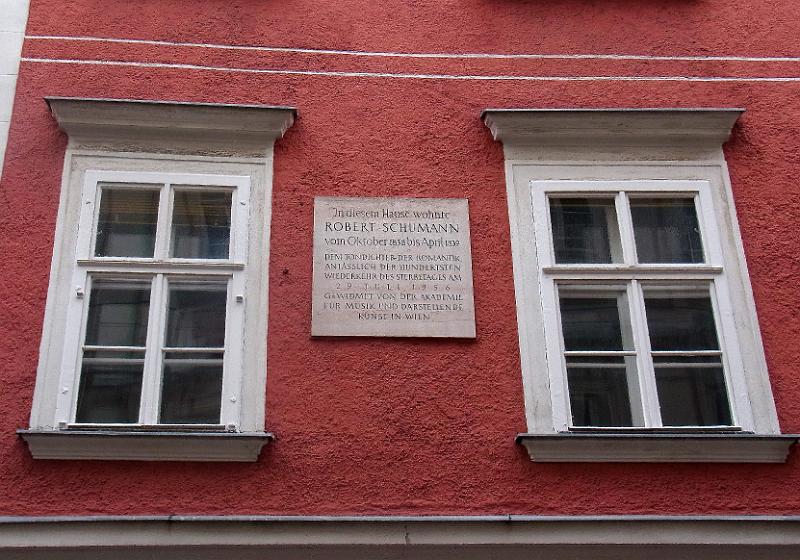 In diesem Hause wohnte
ROBERT SCHUMANN
vom Oktober 1838 bis April 1839
DEM TONDICHTER DER ROMANTIK
ANLÄSSLICH DER HUNDERTSTEN
WIEDERKEHR DES STERBETAGES AM
29. JULI 1956
GEWIDMET VON DER AKADEMIE
FÜR MUSIK UND DARSTELLENDE
KUNST IN WIEN